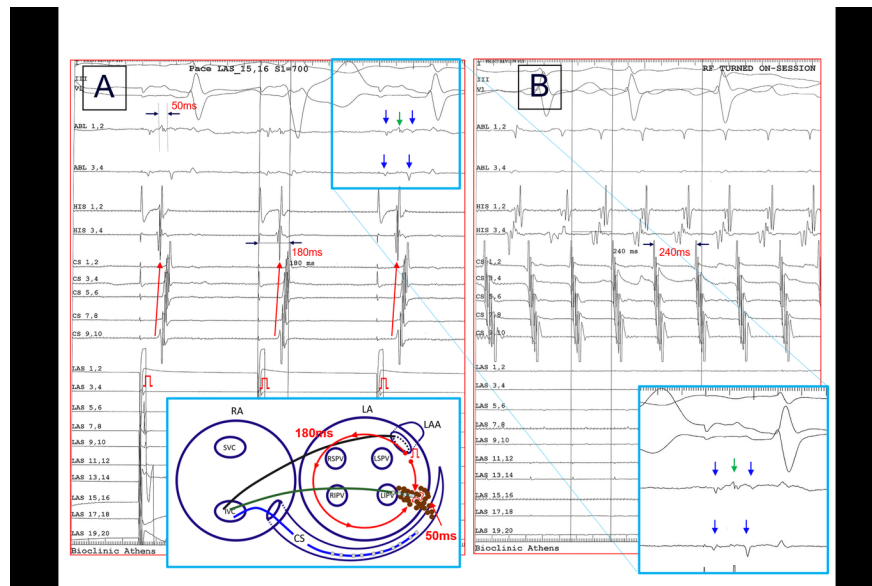 A
Pace LAS_15,16 S1=700
III
V1
50ms
ABL 1,2
ABL 3,4
HIS 1,2
HIS 3,4
180ms
180 ms
CS 1,2
CS 3,4
CS 5,6
CS 7,8
CS 9,10
LAS 1,2
LAS 3,4
LAS 5,6
LAS 7,8
LAS 9,10
LAS 11,12
LAS 13,14
LAS 15,16
LAS 17,18
LAS 19,20
Bioclinic Athens
RA
LA
LAA
180ms
SVC
RSPV
LSPV
RIPV
LIPV
IVC
CS
50ms
B
RF TURNED ON-SESSION
III
V1
ABL 1,2
ABL 3,4
HIS 1,2
HIS 3,4
240 ms
240ms
CS 1,2
CS 3,4
CS 5,6
CS 7,8
CS 9,10
LAS 1,2
LAS 3,4
LAS 5,6
LAS 7,8
LAS 9,10
LAS 11,12
LAS 13,14
LAS 15,16
LAS 17,18
LAS 19,20
Bioclinic Athens